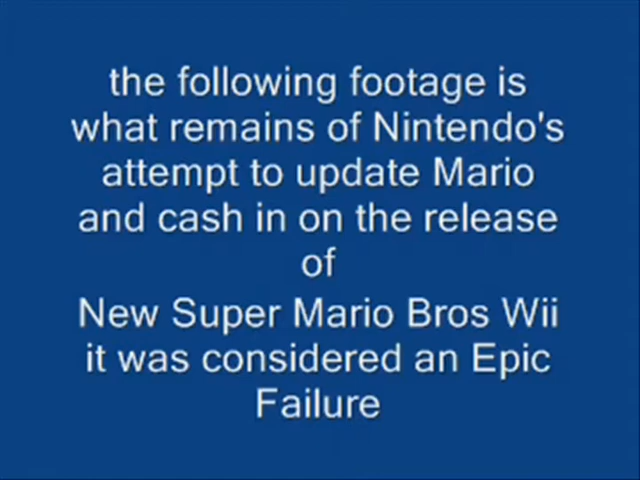 the following footage is
what remains of Nintendo's
attempt to update Mario
and cash in on the release
of
New Super Mario Bros Wii
it was considered an Epic
Failure